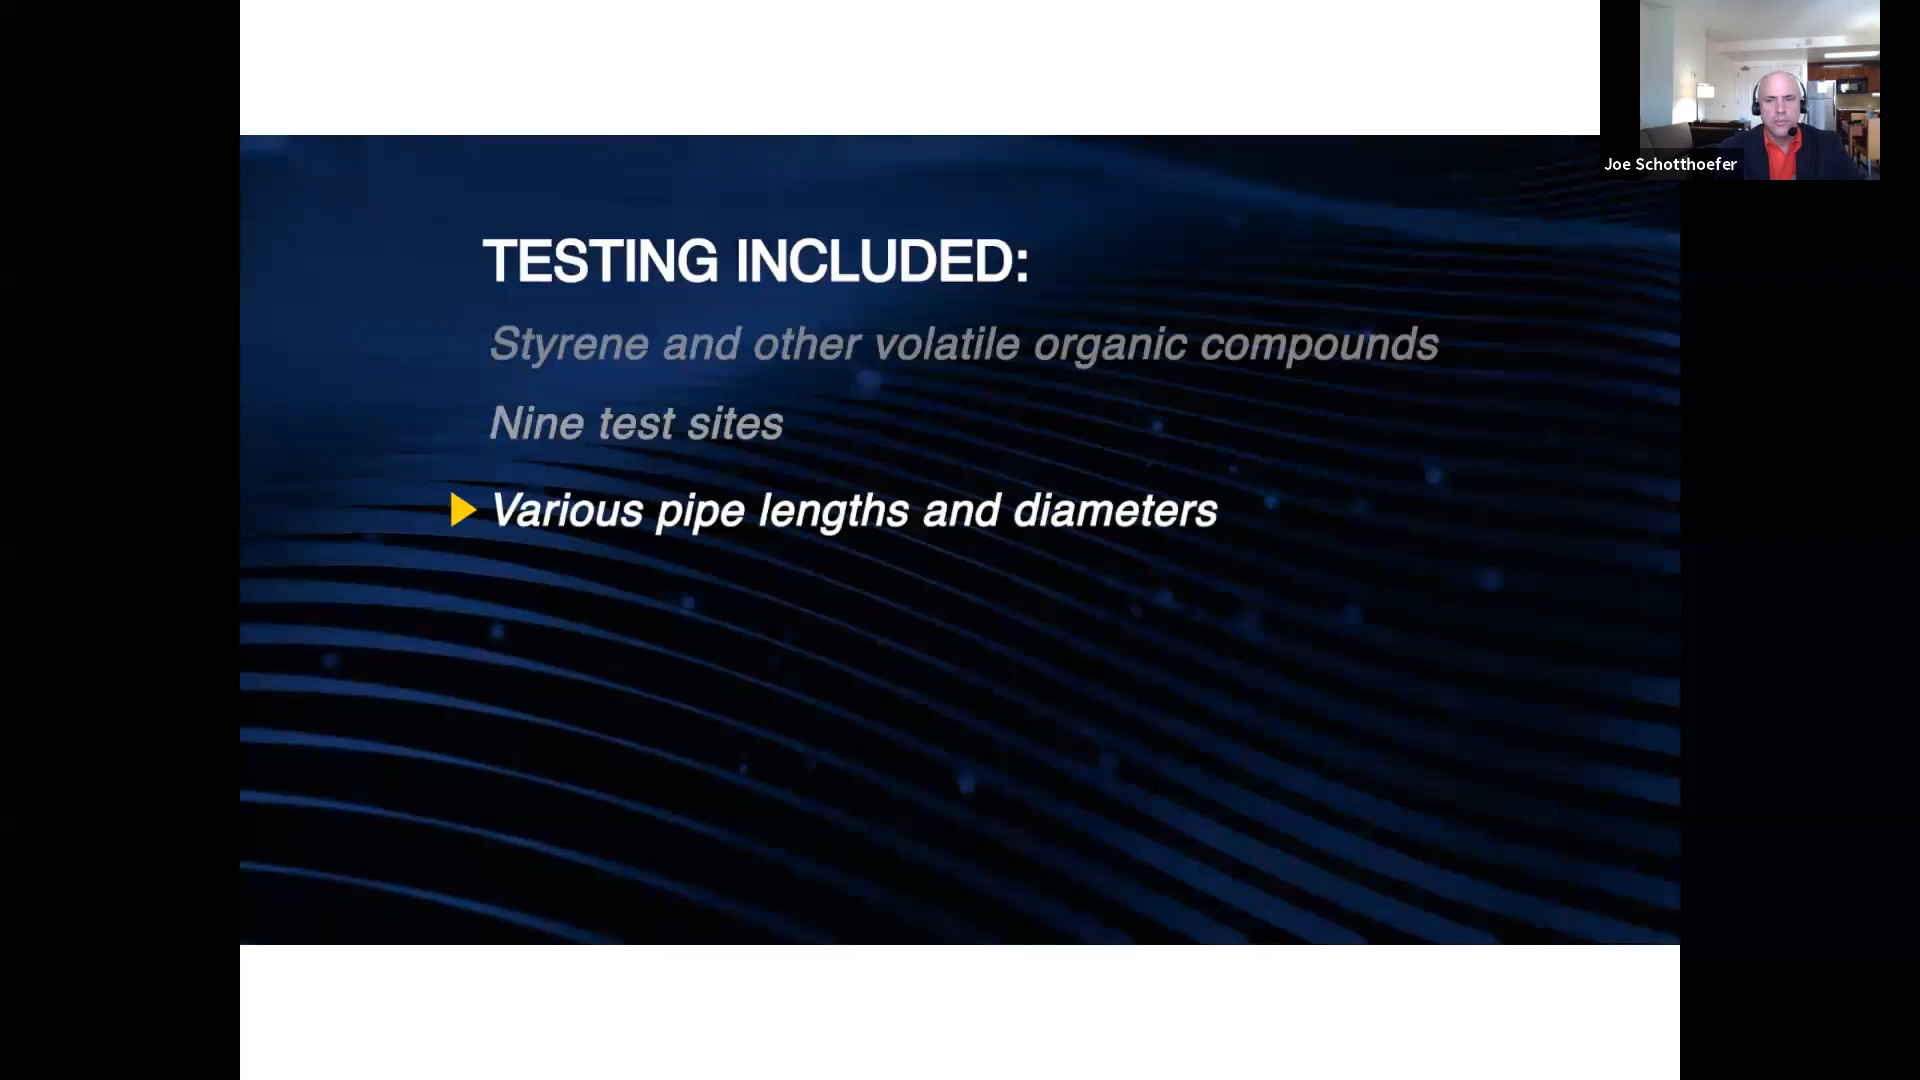 TESTING INCLUDED:
Styrene and other volatile organic compounds
Nine test sites
Various pipe lengths and diameters
Joe Schotthoefer